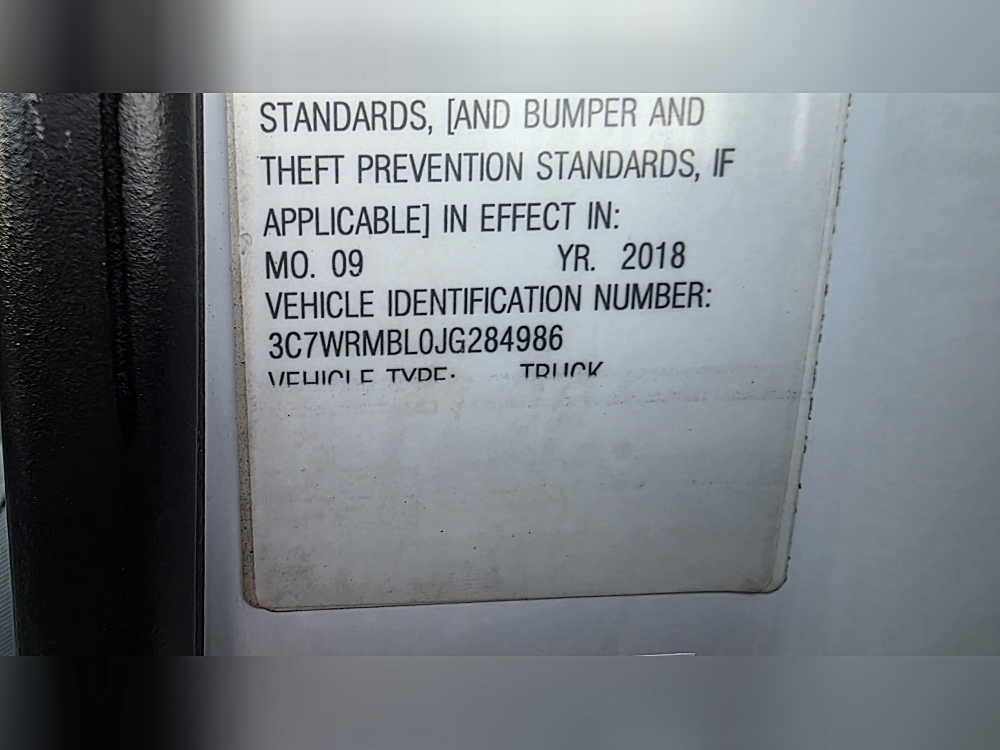 STANDARDS, [AND BUMPER AND
THEFT PREVENTION STANDARDS, IF
APPLICABLE] IN EFFECT IN:
MO. 09 YR. 2018
VEHICLE IDENTIFICATION NUMBER:
3C7WRMBL0JG284986
VEHICLE TYPE: TRUCK